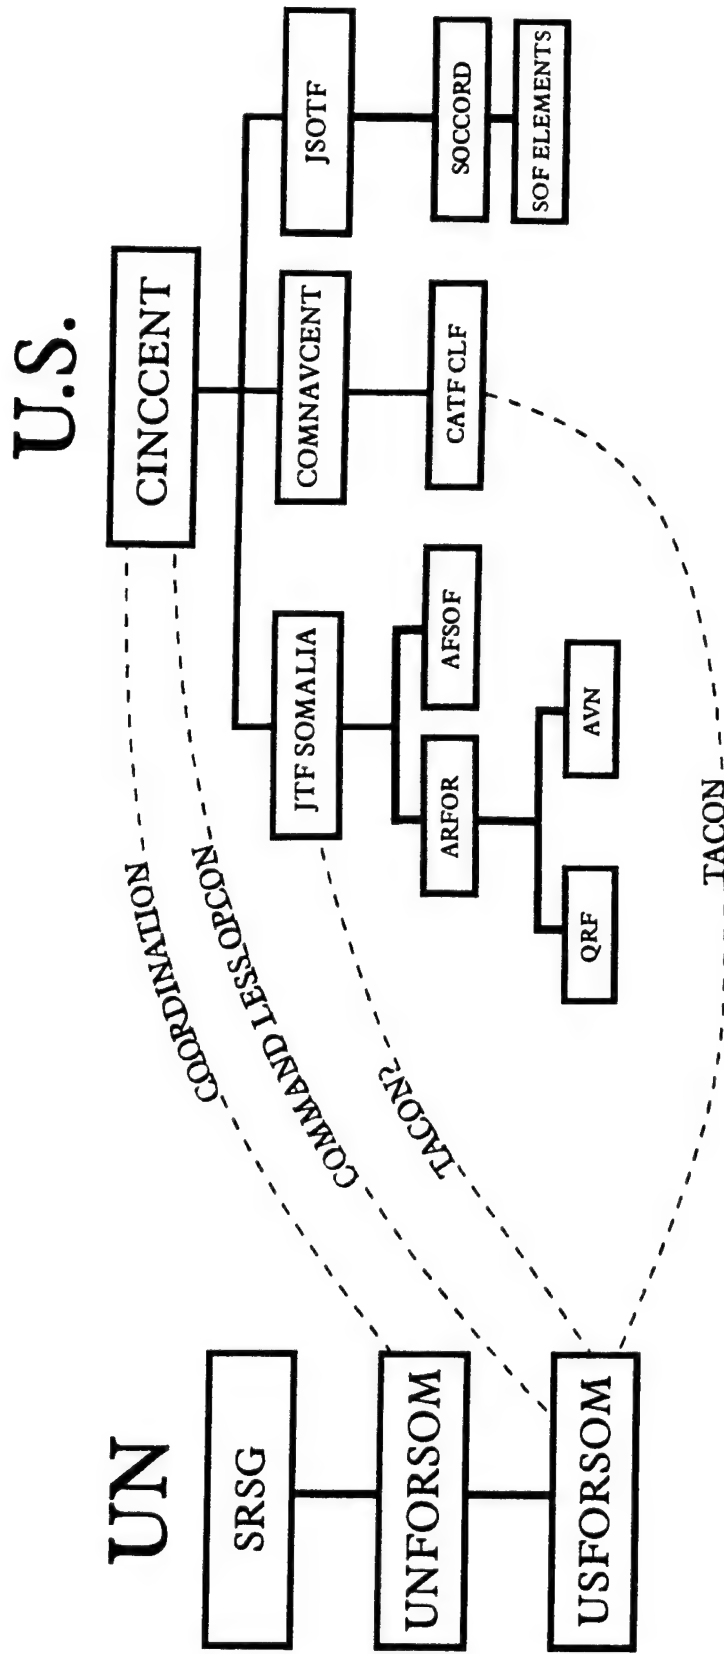 UN
U.S.
SRSG
UNFORSOM
USFORSOM
CINCCENT
COORDINATION
COMMAND LESS OPCON
TACON?
TACON
JTF SOMALIA
COMNAVCENT
JSOTF
ARFOR
AFSOF
CATF CLF
SOCCORD
SOF ELEMENTS
QRF
AVN